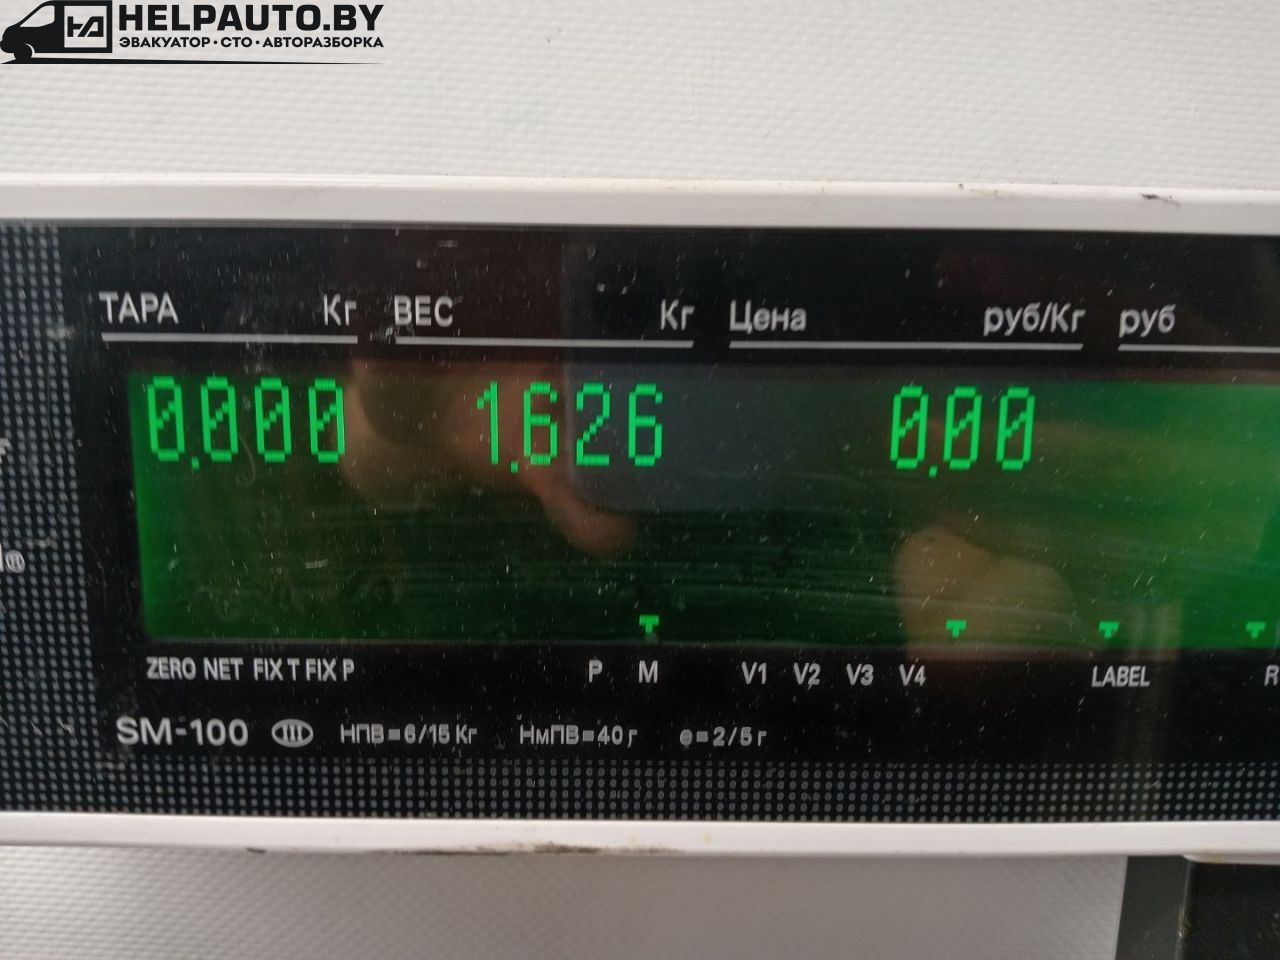 HELPAUTO.BY
ЭВАКУАТОР·СТО·АВТОРАЗБОРКА
ТАРА Кг ВЕС Кг Цена руб/Кг руб
0.000 1.626 0.00
ZERO NET FIX T FIX P P M V1 V2 V3 V4 LABEL
SM-100 III НПВ=6/15 Кг НмПВ=40 г e=2/5 г